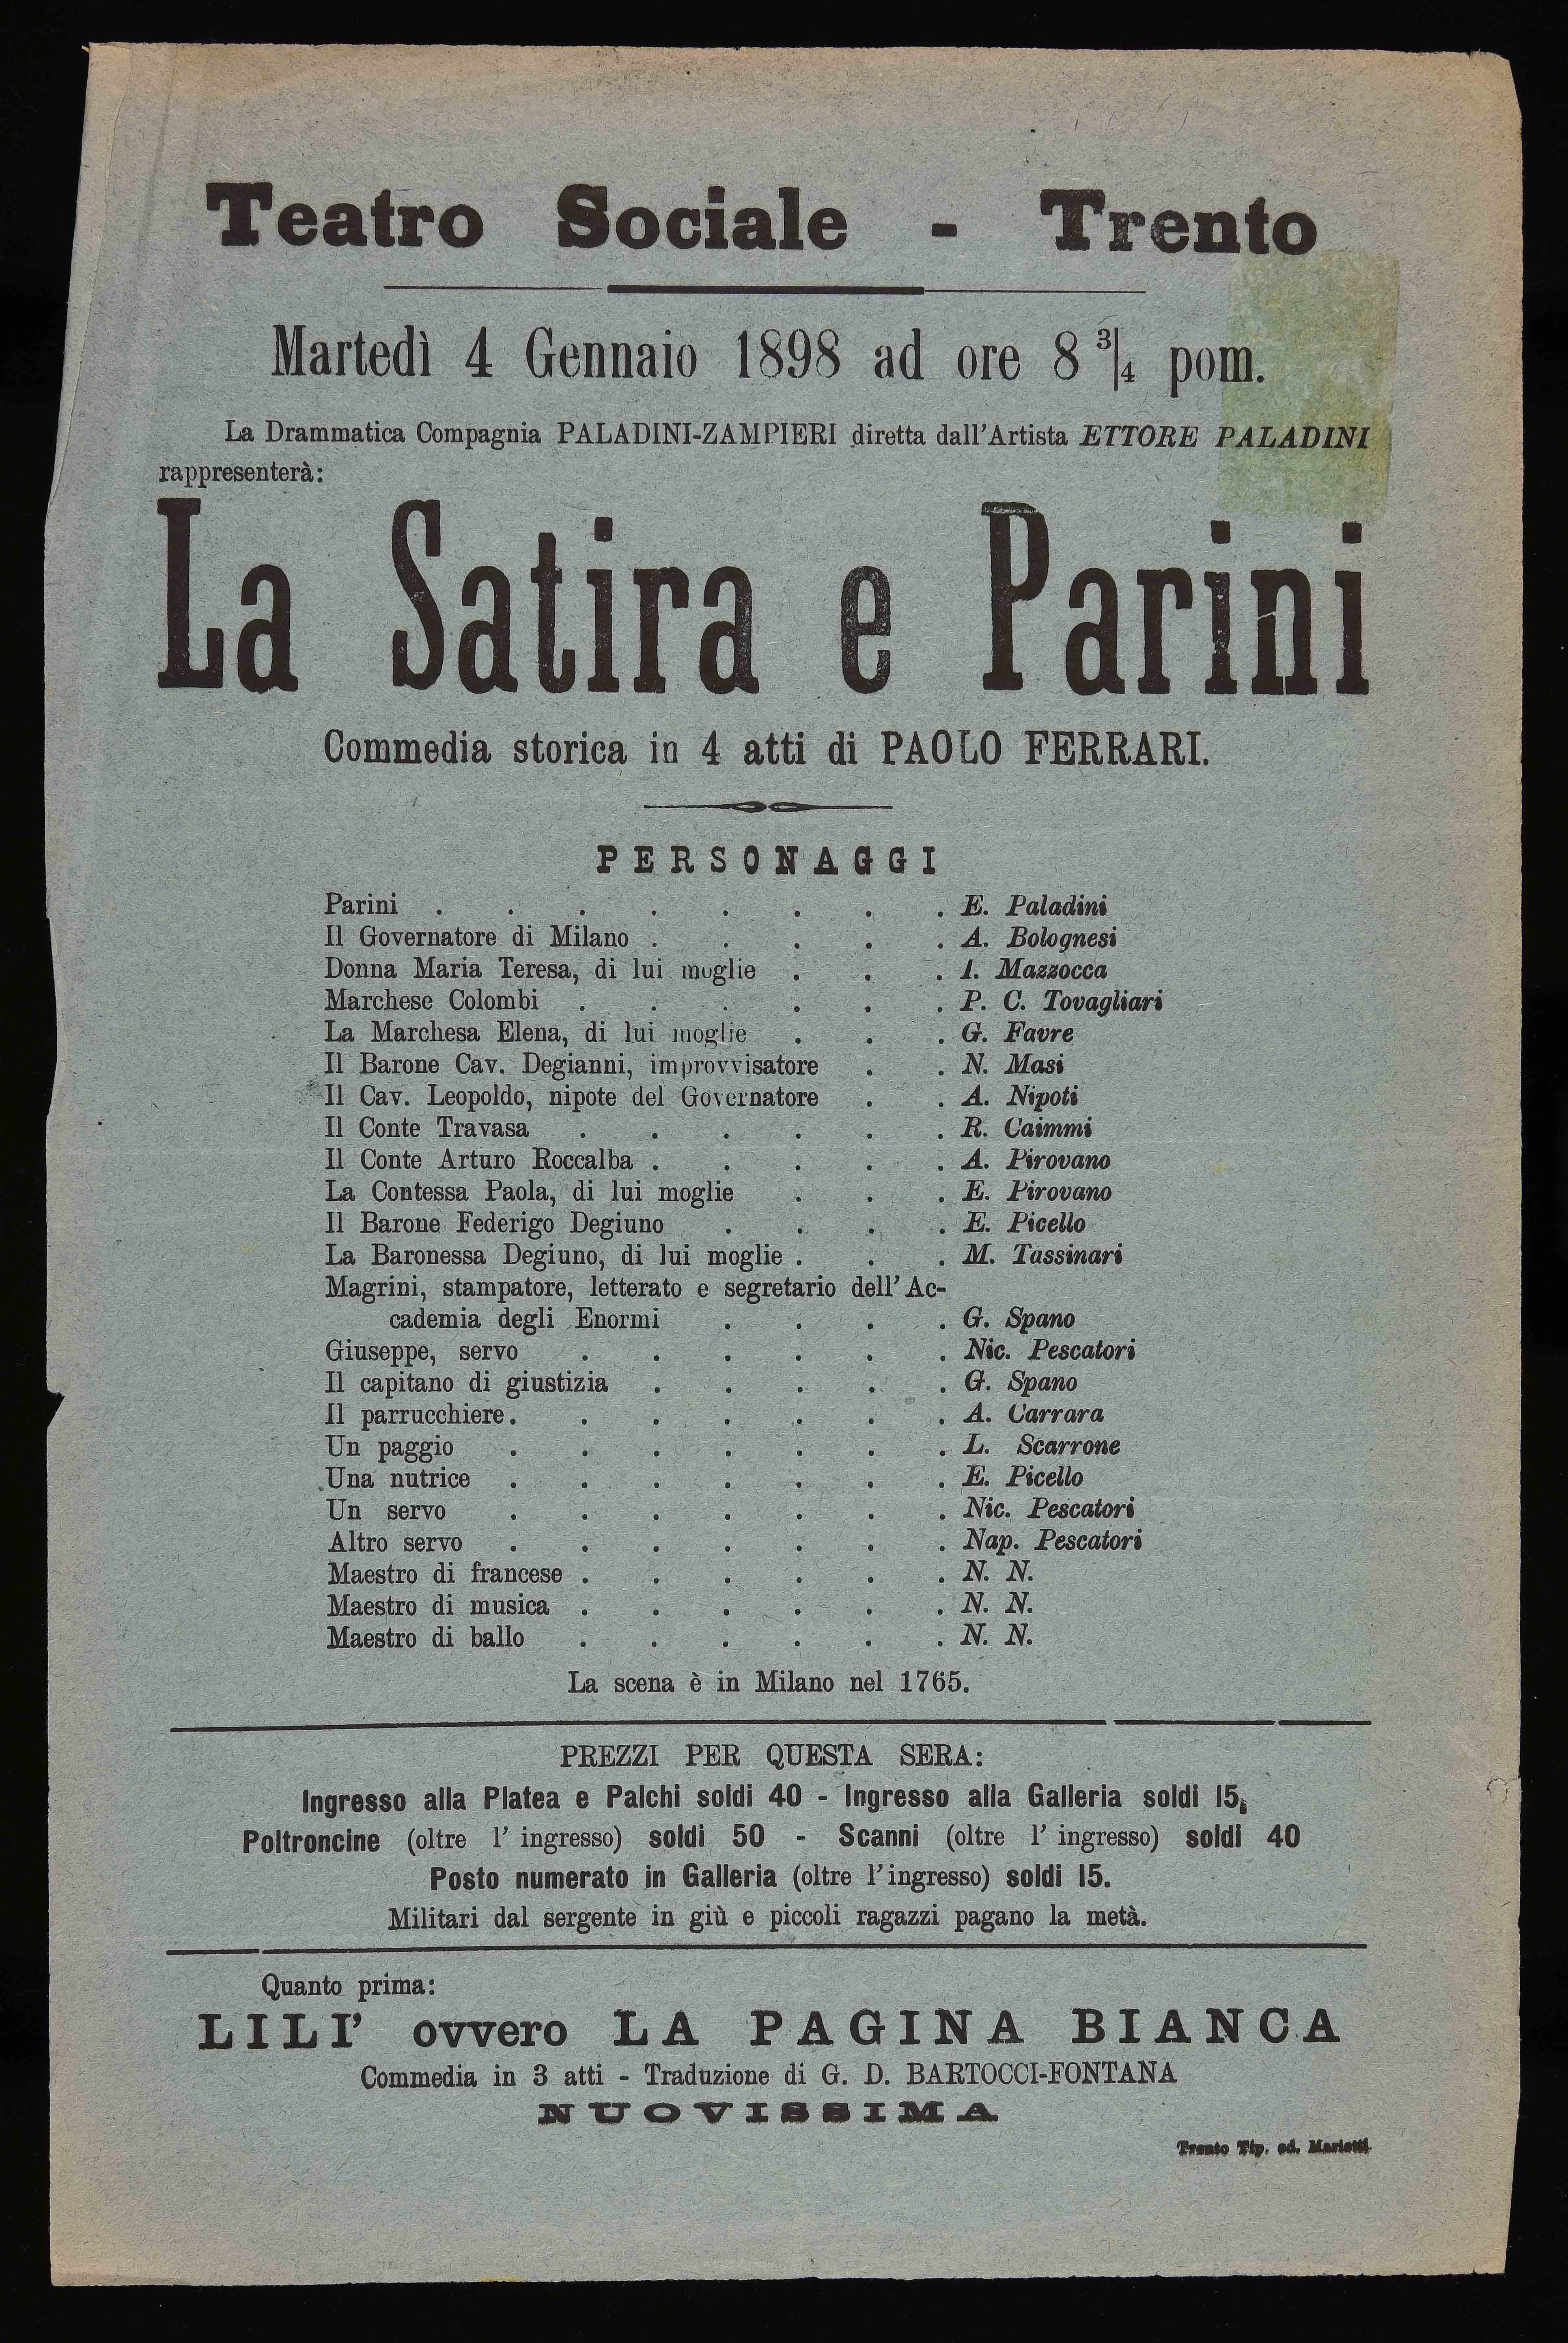 Teatro Sociale - Trento
Martedì 4 Gennaio 1898 ad ore 8 3/4 pom.
La Drammatica Compagnia PALADINI-ZAMPIERI diretta dall'Artista ETTORE PALADINI
rappresenterà:
La Satira e Parini
Commedia storica in 4 atti di PAOLO FERRARI.
PERSONAGGI
Parini . . . . . . . . E. Paladini
Il Governatore di Milano . . . . . A. Bolognesi
Donna Maria Teresa, di lui moglie . . . I. Mazzocca
Marchese Colombi . . . . . . P. C. Tovagliari
La Marchesa Elena, di lui moglie . . . G. Favre
Il Barone Cav. Degianni, improvvisatore . . N. Masi
Il Cav. Leopoldo, nipote del Governatore . . A. Nipoti
Il Conte Travasa . . . . . . R. Caimmi
Il Conte Arturo Roccalba . . . . . A. Pirovano
La Contessa Paola, di lui moglie . . . E. Pirovano
Il Barone Federigo Degiuno . . . . E. Picello
La Baronessa Degiuno, di lui moglie . . . M. Tassinari
Magrini, stampatore, letterato e segretario dell' Ac-
cademia degli Enormi . . . . G. Spano
Giuseppe, servo . . . . . . Nic. Pescatori
Il capitano di giustizia . . . . . G. Spano
Il parrucchiere . . . . . . . A. Carrara
Un paggio . . . . . . . L. Scarrone
Una nutrice . . . . . . . E. Picello
Un servo . . . . . . . Nic. Pescatori
Altro servo . . . . . . . Nap. Pescatori
Maestro di francese . . . . . . N. N.
Maestro di musica . . . . . . N. N.
Maestro di ballo . . . . . . N. N.
La scena è in Milano nel 1765.
PREZZI PER QUESTA SERA:
Ingresso alla Platea e Palchi soldi 40 - Ingresso alla Galleria soldi 15,
Poltroncine (oltre l' ingresso) soldi 50 - Scanni (oltre l' ingresso) soldi 40
Posto numerato in Galleria (oltre l'ingresso) soldi 15.
Militari dal sergente in giù e piccoli ragazzi pagano la metà.
Quanto prima:
LILI' ovvero LA PAGINA BIANCA
Commedia in 3 atti - Traduzione di G. D. BARTOCCI-FONTANA
NUOVISSIMA
Trento Tip. ed. Marietti